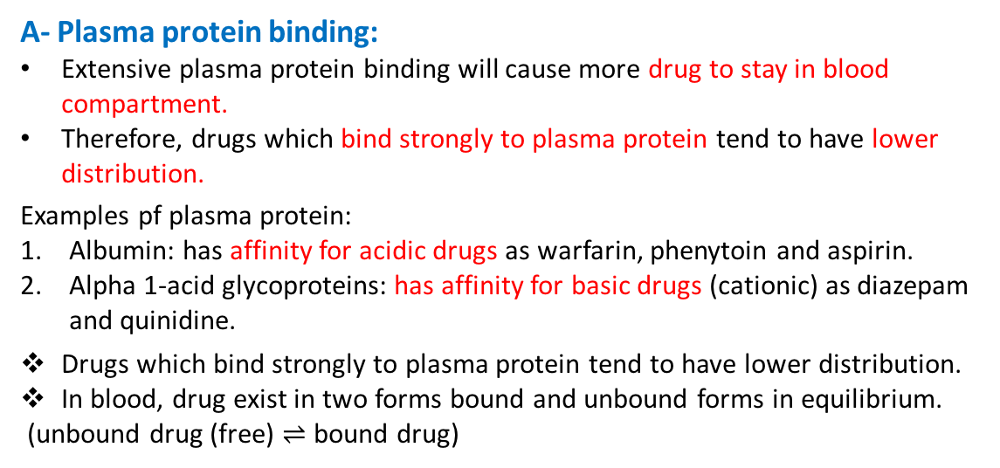 A- Plasma protein binding:
• Extensive plasma protein binding will cause more drug to stay in blood
compartment.
• Therefore, drugs which bind strongly to plasma protein tend to have lower
distribution.
Examples pf plasma protein:
1. Albumin: has affinity for acidic drugs as warfarin, phenytoin and aspirin.
2. Alpha 1-acid glycoproteins: has affinity for basic drugs (cationic) as diazepam
and quinidine.
❖ Drugs which bind strongly to plasma protein tend to have lower distribution.
❖ In blood, drug exist in two forms bound and unbound forms in equilibrium.
(unbound drug (free) ⇌ bound drug)